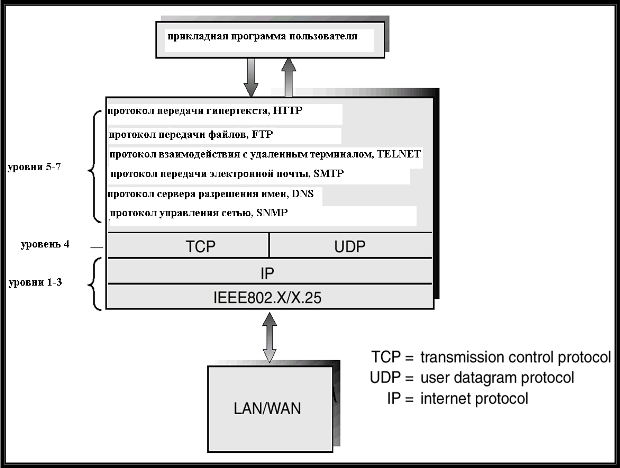 прикладная программа пользователя
протокол передачи гипертекста, HTTP
протокол передачи файлов, FTP
протокол взаимодействия с удаленным терминалом, TELNET
протокол передачи электронной почты, SMTP
протокол сервера разрешения имен, DNS
протокол управления сетью, SNMP
уровни 5-7
уровень 4
TCP
UDP
уровни 1-3
IP
IEEE802.X/X.25
LAN/WAN
TCP = transmission control protocol
UDP = user datagram protocol
IP = internet protocol